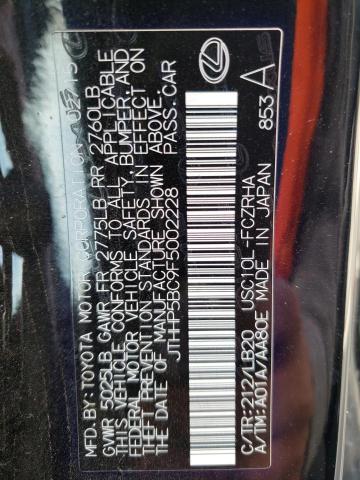 MFD. BY: TOYOTA MOTOR CORPORATION 02/15
GVWR 5025LB GAWR FR 2775LB RR 2760LB
THIS VEHICLE CONFORMS TO ALL APPLICABLE
FEDERAL MOTOR VEHICLE SAFETY, BUMPER, AND
THEFT PREVENTION STANDARDS IN EFFECT ON
THE DATE OF MANUFACTURE SHOWN ABOVE.
JTHHP5BC9F5002228 PASS. CAR
C/TR: 212/LB20 USC10L-FCZRHA
A/TM: A01A/AA80E MADE IN JAPAN 853 A